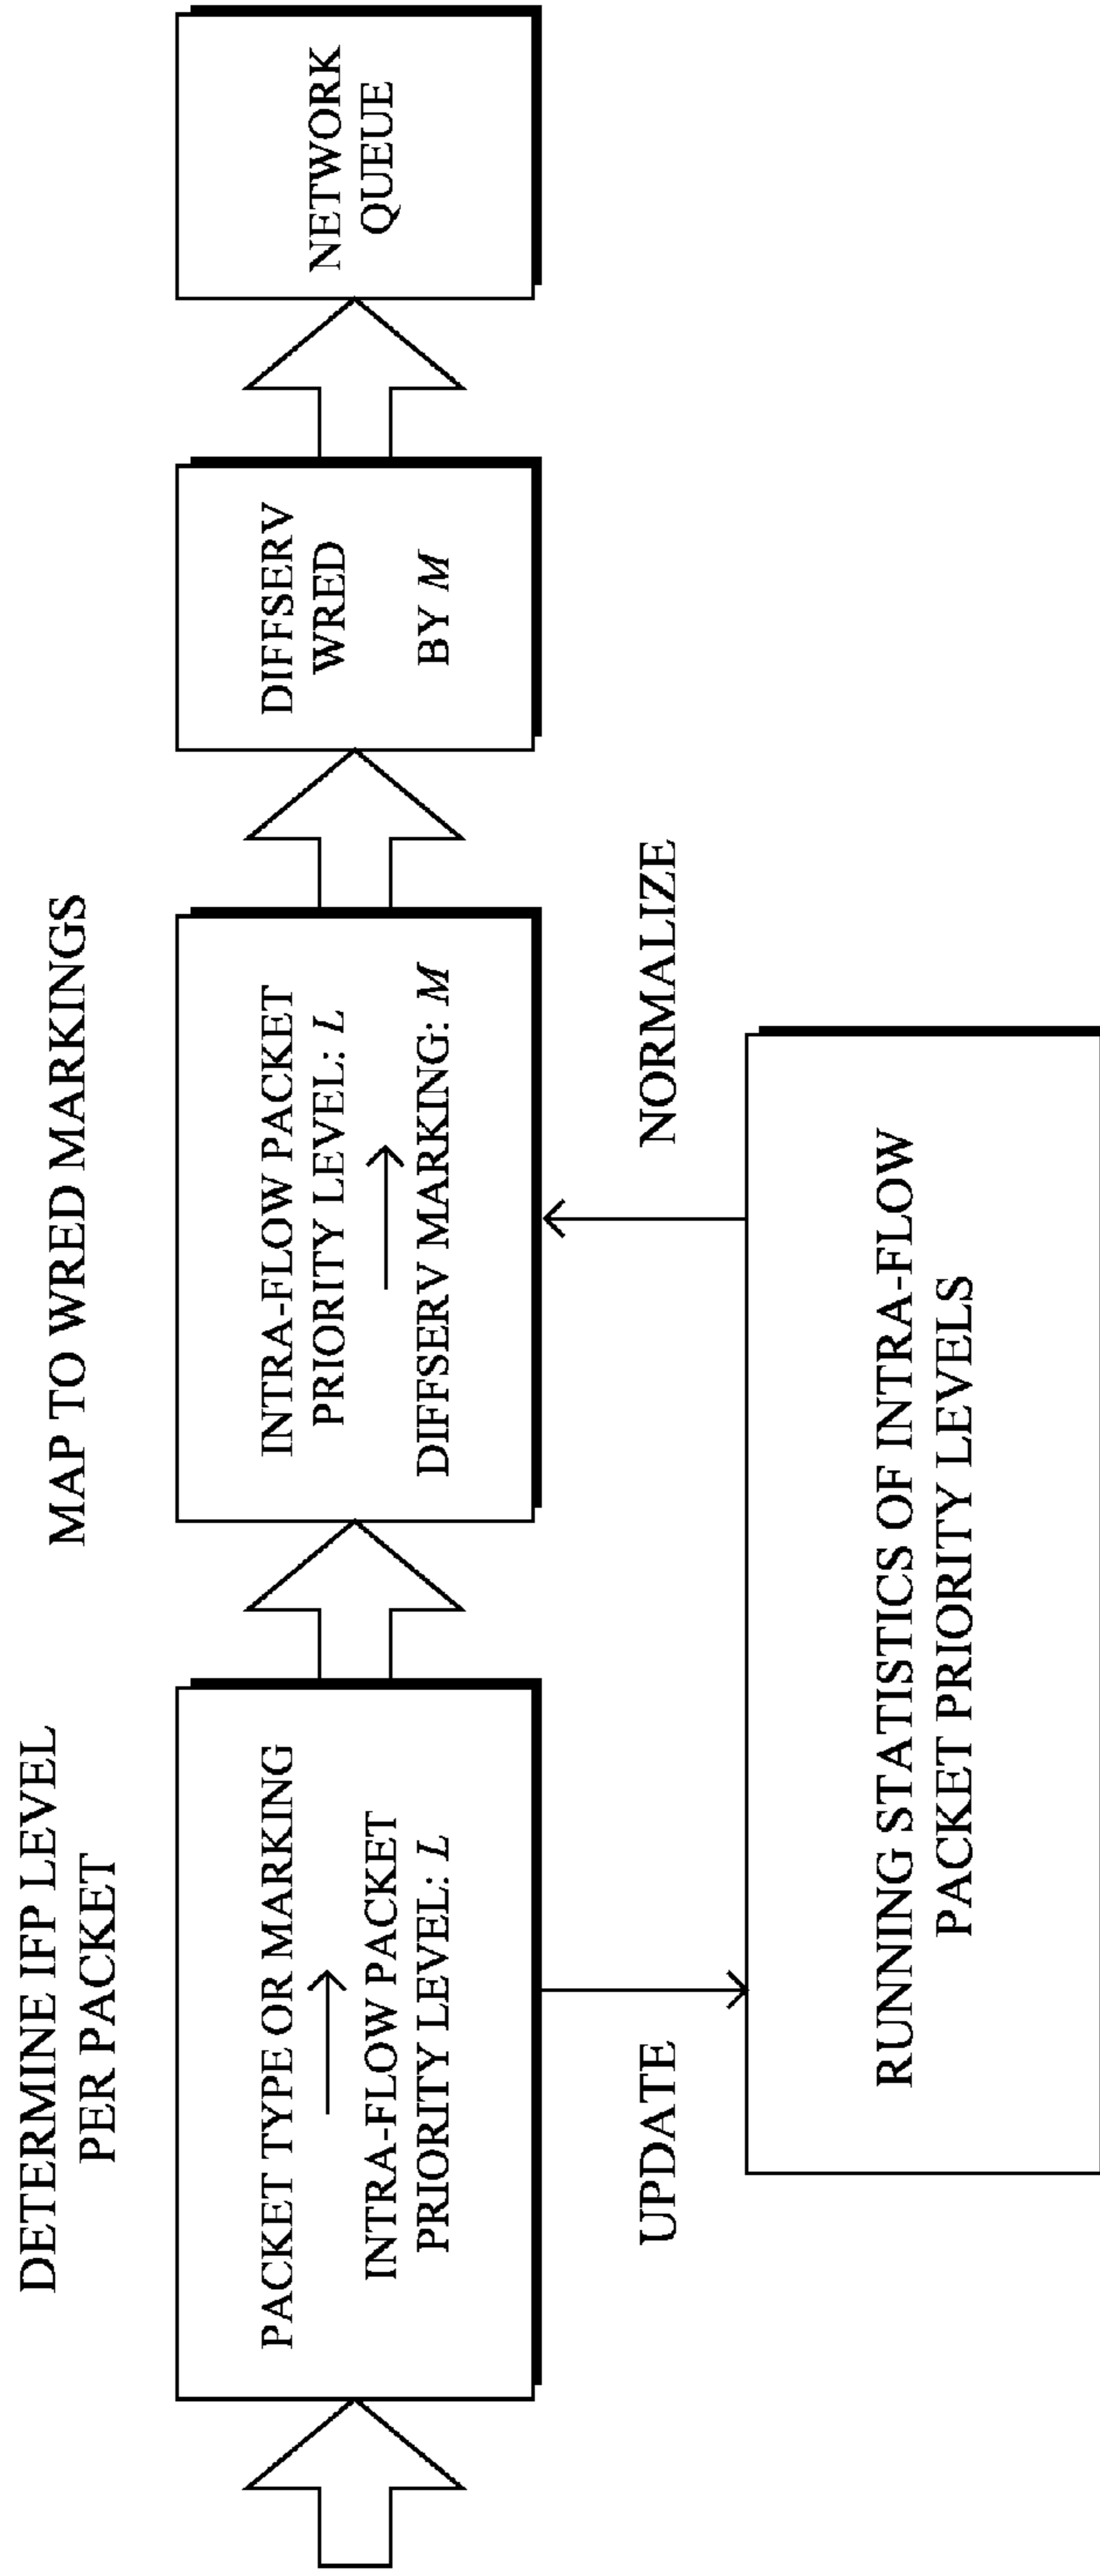 DETERMINE IFP LEVEL
PER PACKET
PACKET TYPE OR MARKING
INTRA-FLOW PACKET
PRIORITY LEVEL: L
MAP TO WRED MARKINGS
INTRA-FLOW PACKET
PRIORITY LEVEL: L
DIFFSERV MARKING: M
DIFFSERV
WRED
BY M
NETWORK
QUEUE
UPDATE
NORMALIZE
RUNNING STATISTICS OF INTRA-FLOW
PACKET PRIORITY LEVELS